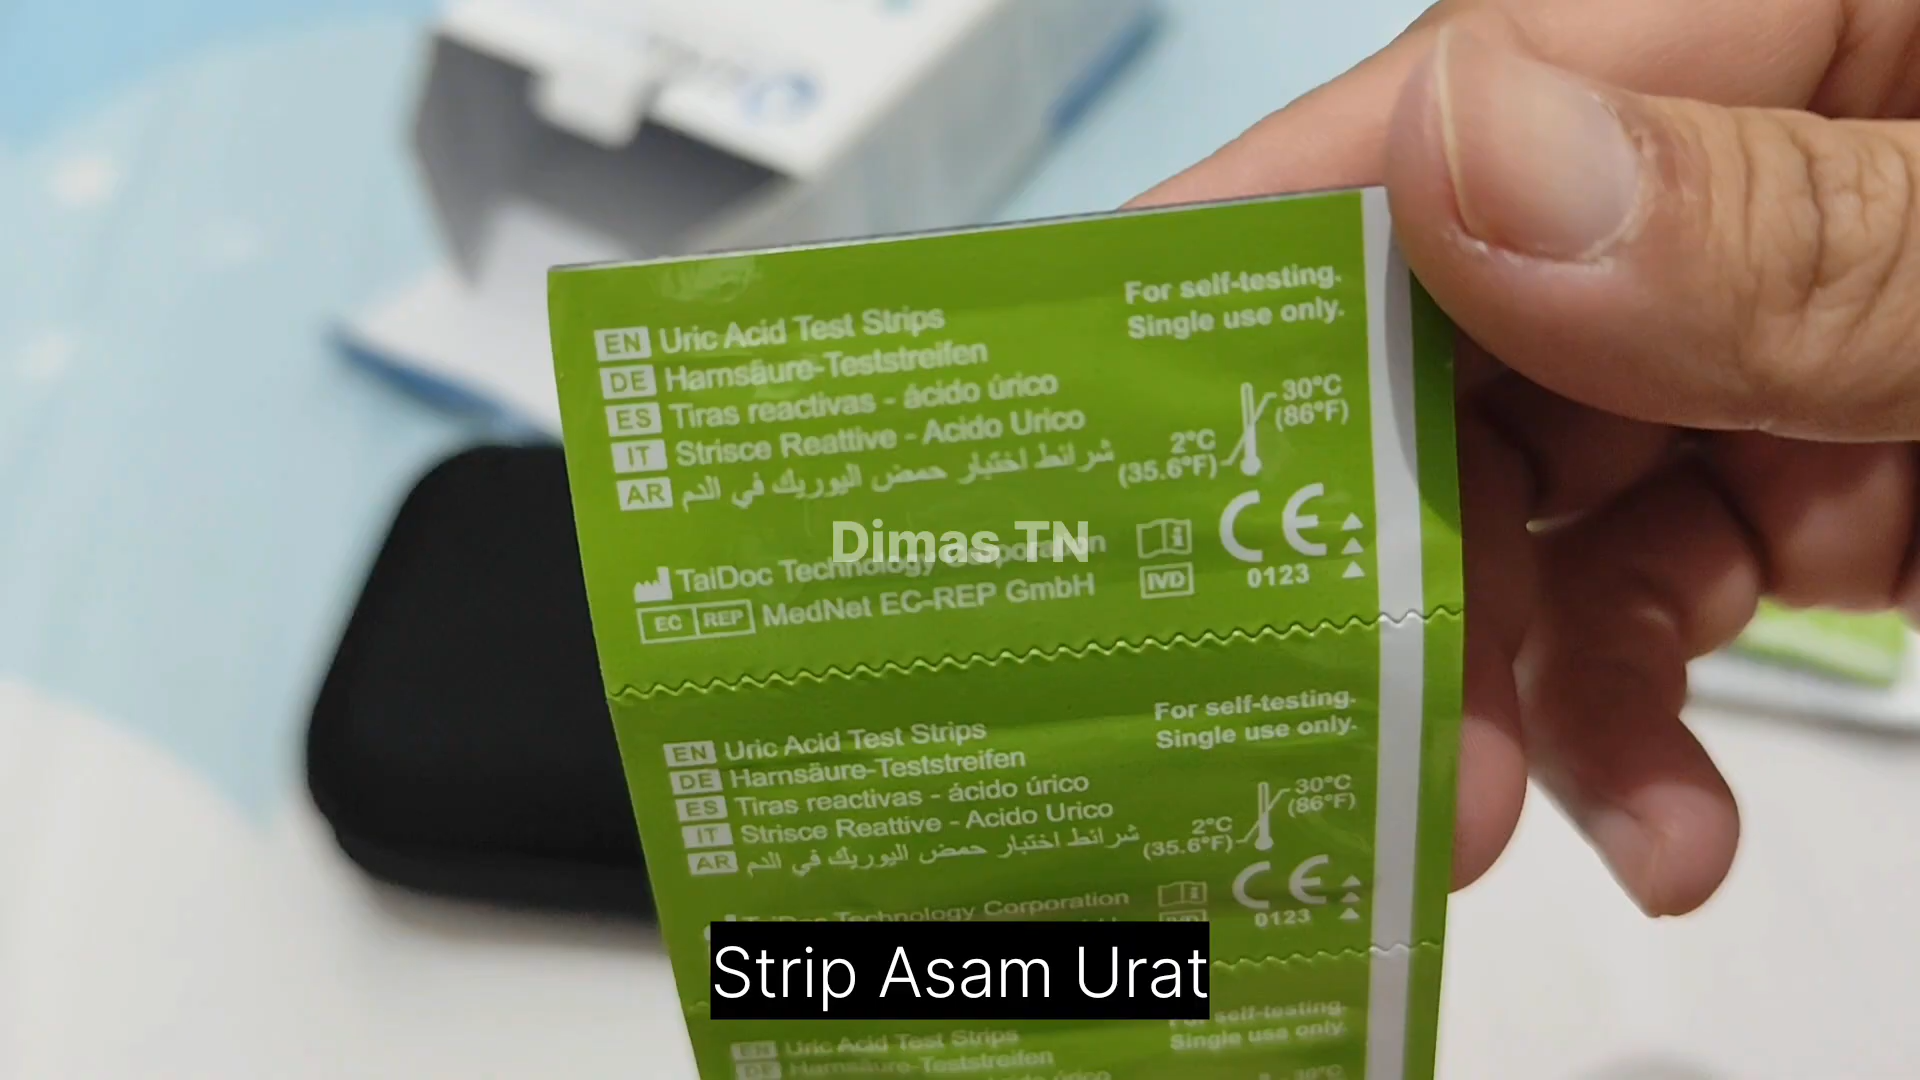 EN Uric Acid Test Strips
DE Harnsäure-Teststreifen
ES Tiras reactivas - ácido úrico
IT Strisce Reattive - Acido Urico
AR شرائط اختبار حمض اليوريك في الدم
For self-testing.
Single use only.
30°C
(86°F)
2°C
(35.6°F)
Dimas TN
TaiDoc Technology Corporation
EC REP MedNet EC-REP GmbH
i
IVD
CE
0123
EN Uric Acid Test Strips
DE Harnsäure-Teststreifen
ES Tiras reactivas - ácido úrico
IT Strisce Reattive - Acido Urico
AR شرائط اختبار حمض اليوريك في الدم
For self-testing.
Single use only.
30°C
(86°F)
2°C
(35.6°F)
TaiDoc Technology Corporation
i
IVD
CE
0123
Strip Asam Urat
EN Uric Acid Test Strips
DE Harnsäure-Teststreifen
ácido úrico
For self-testing.
Single use only.
30°C